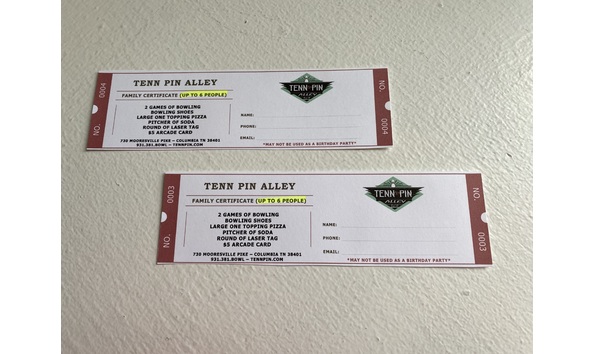 NO. 0004
TENN PIN ALLEY
FAMILY CERTIFICATE (UP TO 6 PEOPLE)
2 GAMES OF BOWLING
BOWLING SHOES
LARGE ONE TOPPING PIZZA
PITCHER OF SODA
ROUND OF LASER TAG
$5 ARCADE CARD
730 MOORESVILLE PIKE – COLUMBIA TN 38401
931.381.BOWL – TENNPIN.COM
TENN PIN
ALLEY
NAME:
PHONE:
EMAIL:
*MAY NOT BE USED AS A BIRTHDAY PARTY*
NO. 0004
NO. 0003
TENN PIN ALLEY
FAMILY CERTIFICATE (UP TO 6 PEOPLE)
2 GAMES OF BOWLING
BOWLING SHOES
LARGE ONE TOPPING PIZZA
PITCHER OF SODA
ROUND OF LASER TAG
$5 ARCADE CARD
730 MOORESVILLE PIKE – COLUMBIA TN 38401
931.381.BOWL – TENNPIN.COM
TENN PIN
ALLEY
NAME:
PHONE:
EMAIL:
*MAY NOT BE USED AS A BIRTHDAY PARTY*
NO. 0003